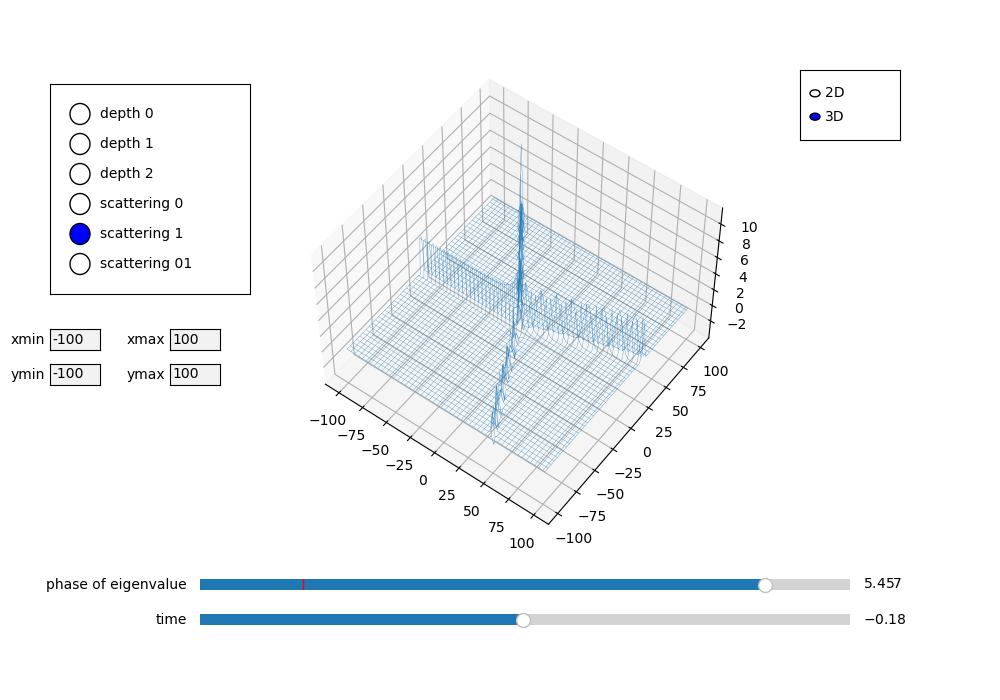 depth 0
depth 1
depth 2
scattering 0
scattering 1
scattering 01
2D
3D
xmin -100 xmax 100
ymin -100 ymax 100
10
8
6
4
2
0
−2
−100
−75
−50
−25
0
25
50
75
100
100
75
50
25
0
−25
−50
−75
−100
phase of eigenvalue 5.457
time −0.18